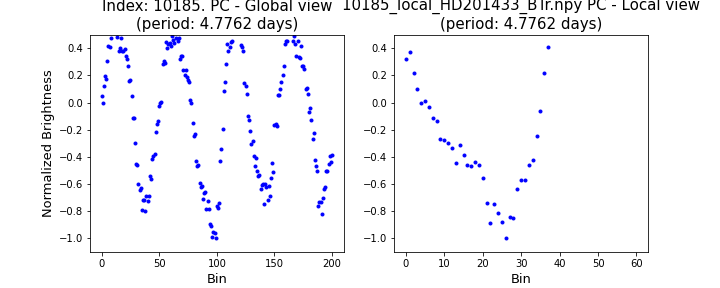 Index: 10185. PC - Global view
(period: 4.7762 days)
10185_local_HD201433_BTr.npy PC - Local view
(period: 4.7762 days)
Normalized Brightness
0.4
0.2
0.0
−0.2
−0.4
−0.6
−0.8
−1.0
0 50 100 150 200
Bin
0.4
0.2
0.0
−0.2
−0.4
−0.6
−0.8
−1.0
0 10 20 30 40 50 60
Bin